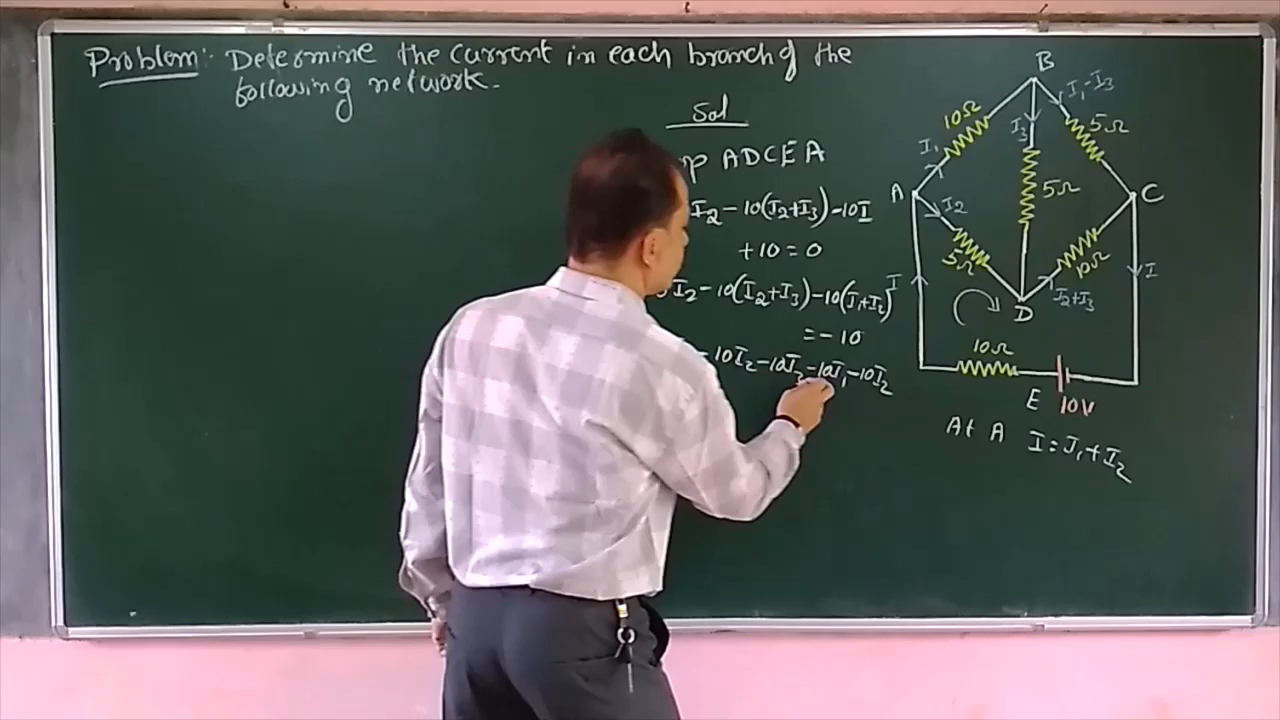 Problem:- Determine the current in each branch of the
following network.
Sol
ADCEA
I₂ - 10(I₂+I₃) - 10I
+10 = 0
I₂ - 10(I₂+I₃) - 10(I₁+I₂)
= -10
- 10I₂ - 10I₃ - 10I₁ - 10I₂
B
10Ω
I₁
I₃
I₁-I₃
5Ω
5Ω
A
C
I₂
5Ω
10Ω
I
I
D
I₂+I₃
10Ω
E
10V
At A I = I₁+I₂